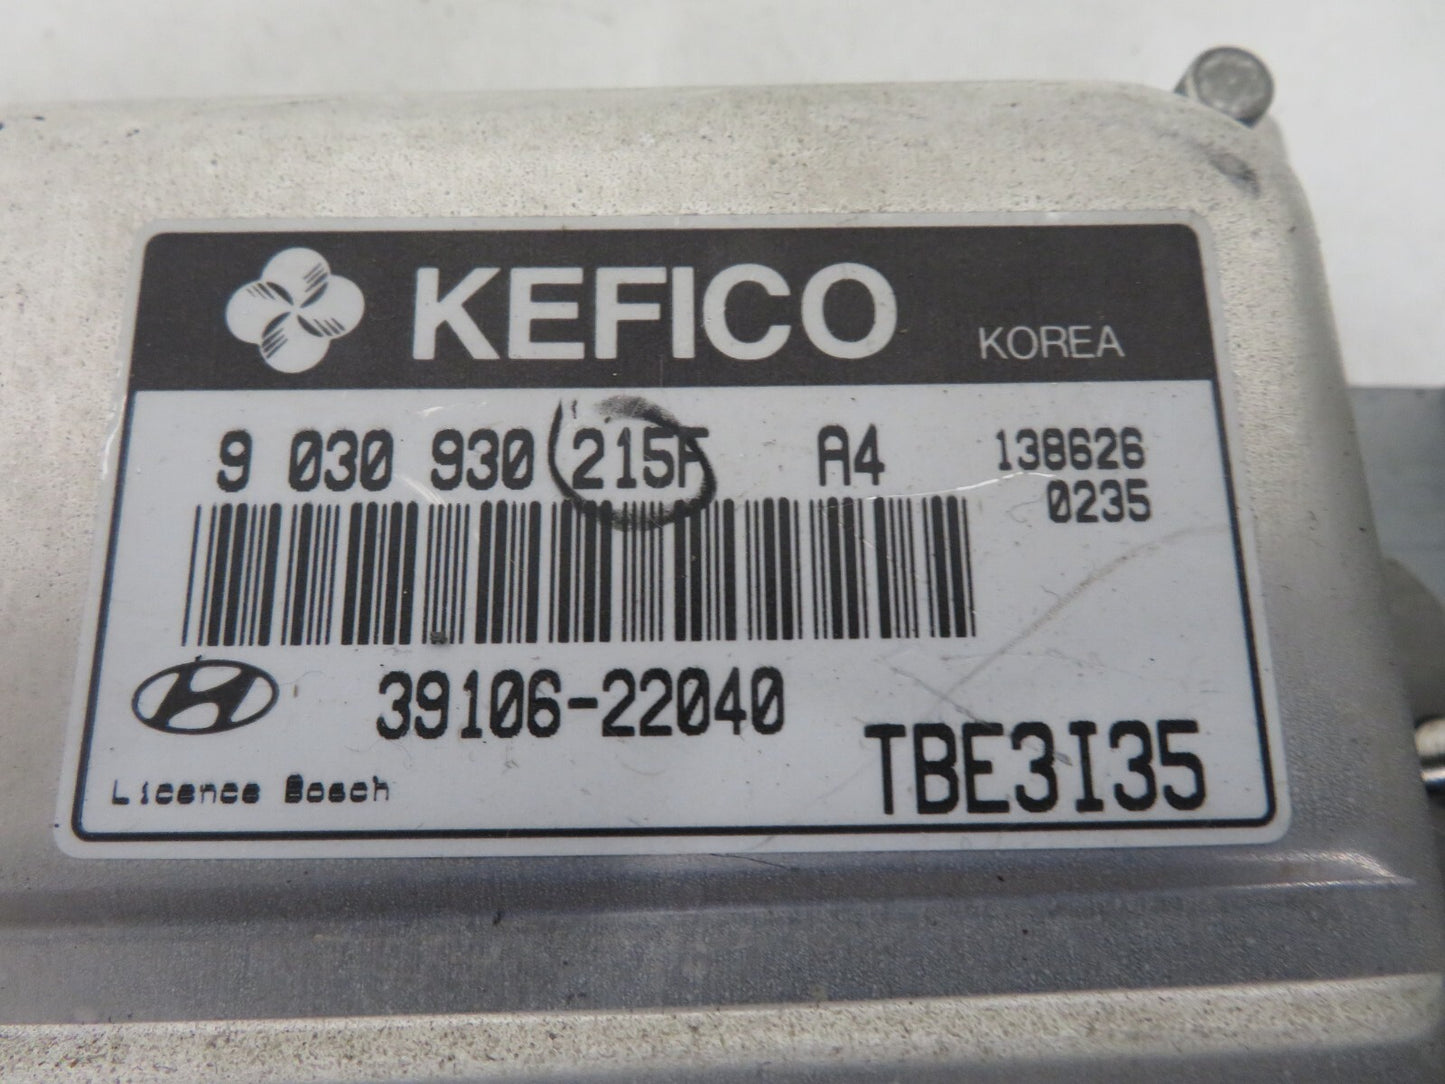 KEFICO KOREA
9 030 930 215F A4 138626
0235
39106-22040
TBE3I35
Licence Bosch